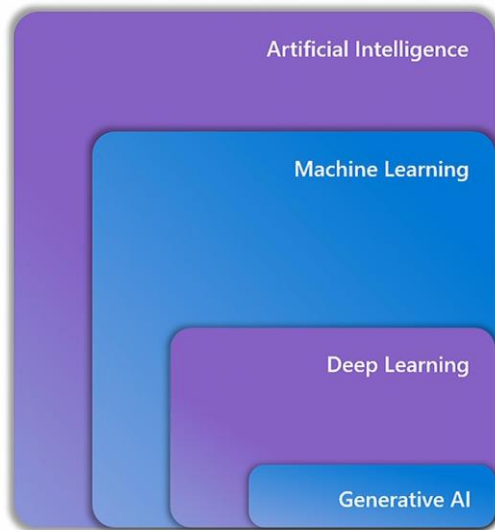 Artificial Intelligence
Machine Learning
Deep Learning
Generative AI